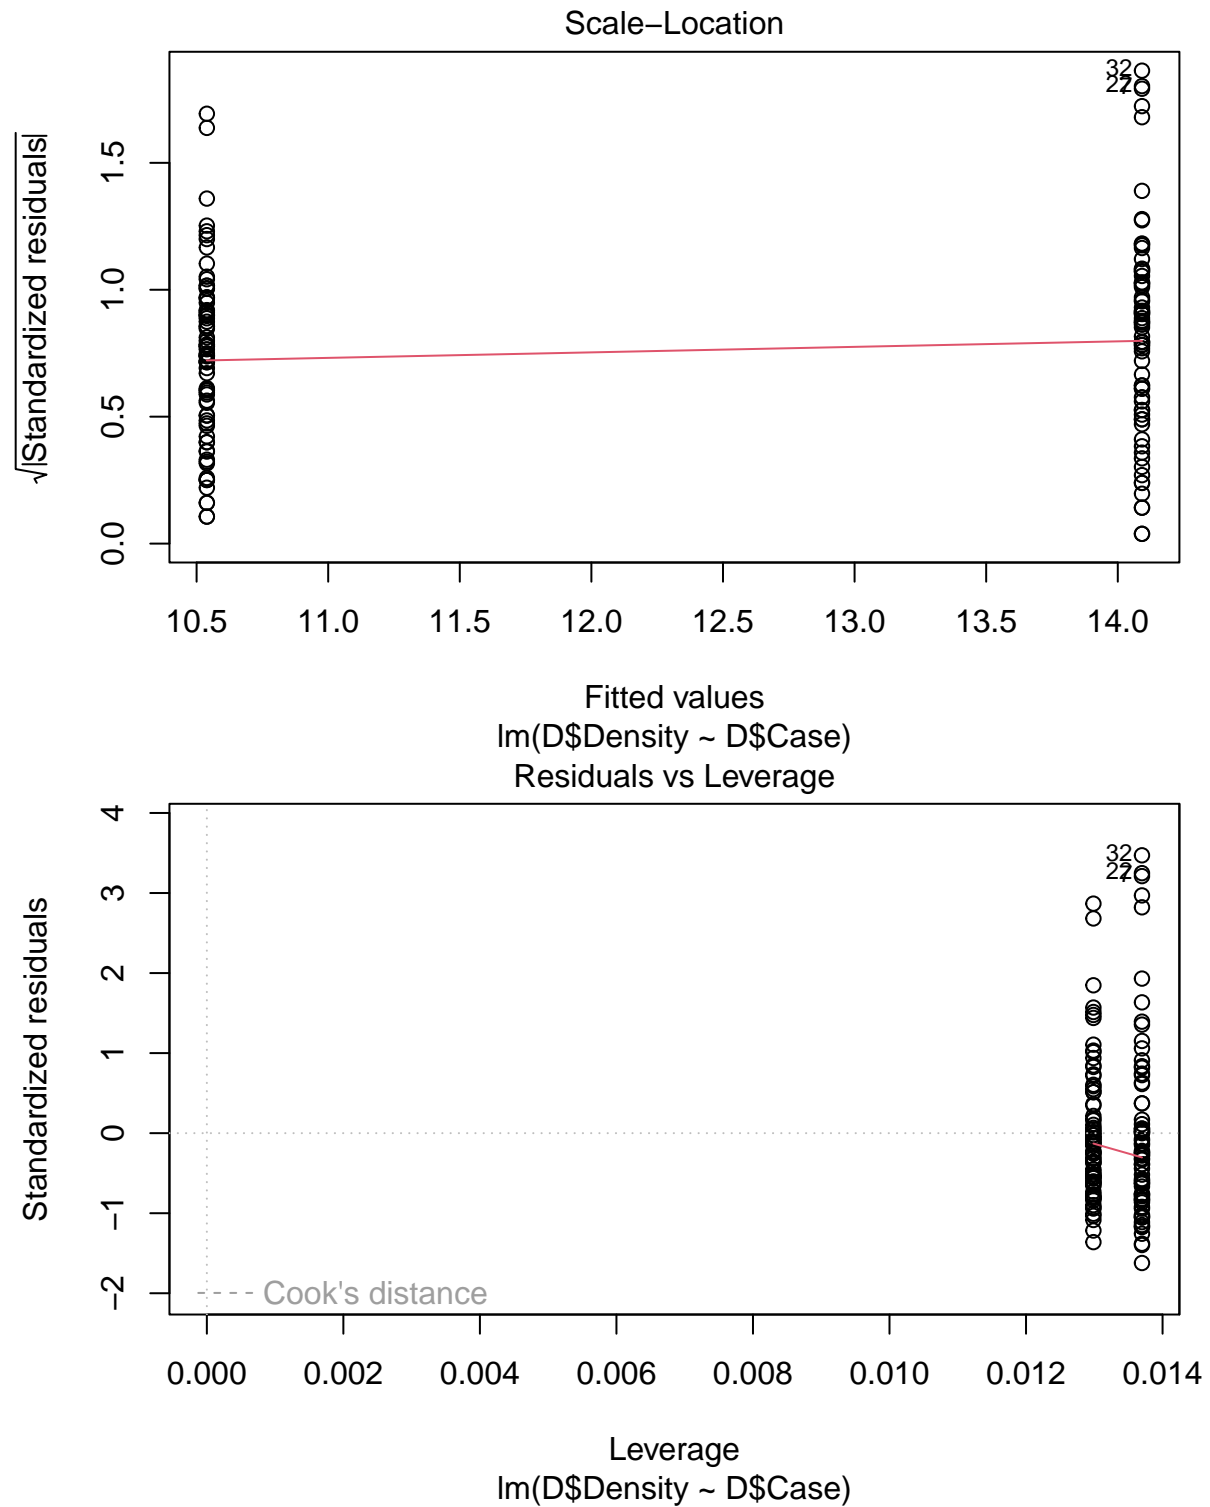 Scale−Location
√|Standardized residuals|
0.0 0.5 1.0 1.5
32
27
10.5 11.0 11.5 12.0 12.5 13.0 13.5 14.0
Fitted values
lm(D$Density ~ D$Case)
Residuals vs Leverage
Standardized residuals
−2 −1 0 1 2 3 4
32
Cook's distance
0.000 0.002 0.004 0.006 0.008 0.010 0.012 0.014
Leverage
lm(D$Density ~ D$Case)